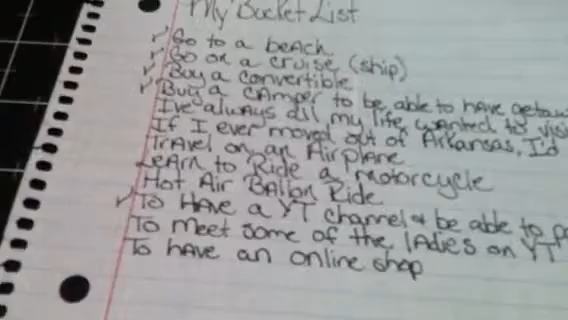 My Bucket List
✓ Go to a beach
✓ Go on a cruise (ship)
✓ Buy a convertible
✓ Buy a camper to be able to have getaw
I've always all my life wanted to visi
If I ever moved out of Arkansas, I'd
Travel on an Airplane
Learn to Ride a motorcycle
Hot Air Ballon Ride
✓ To Have a YT channel & be able to
To meet some of the ladies on YT
To have an online shop